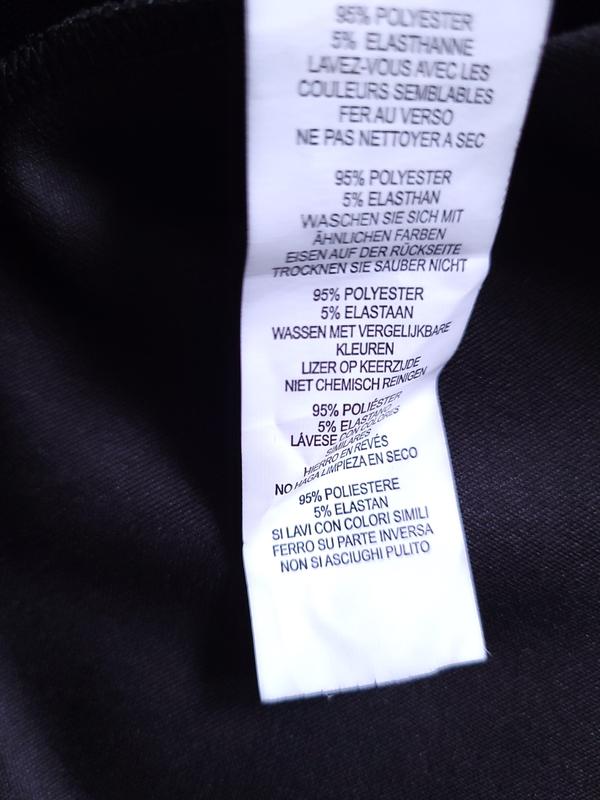 95% POLYESTER
5% ELASTHANNE
LAVEZ-VOUS AVEC LES
COULEURS SEMBLABLES
FER AU VERSO
NE PAS NETTOYER A SEC
95% POLYESTER
5% ELASTHAN
WASCHEN SIE SICH MIT
ÄHNLICHEN FARBEN
EISEN AUF DER RÜCKSEITE
TROCKNEN SIE SAUBER NICHT
95% POLYESTER
5% ELASTAAN
WASSEN MET VERGELIJKBARE
KLEUREN
LIZER OP KEERZIJDE
NIET CHEMISCH REINIGEN
95% POLIÉSTER
5% ELASTANO
LÁVESE CON COLORES
SIMILARES
HIERRO EN REVÉS
NO HAGA LIMPIEZA EN SECO
95% POLIESTERE
5% ELASTAN
SI LAVI CON COLORI SIMILI
FERRO SU PARTE INVERSA
NON SI ASCIUGHI PULITO